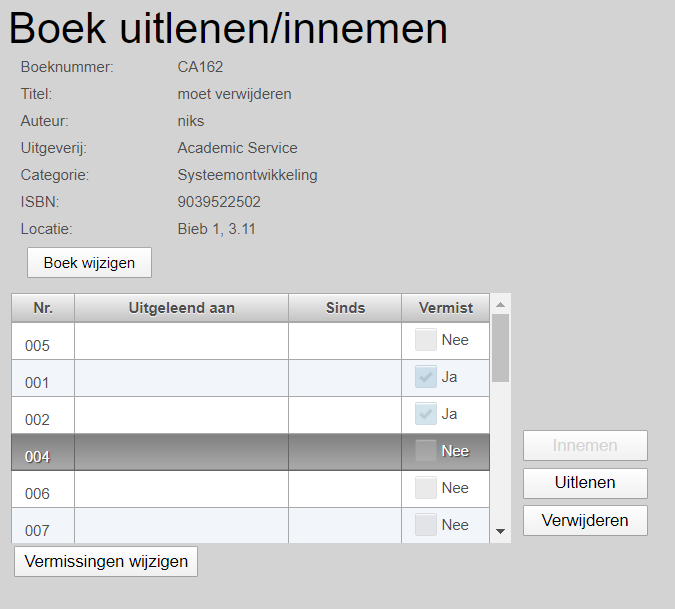 Boek uitlenen/innemen
Boeknummer: CA162
Titel: moet verwijderen
Auteur: niks
Uitgeverij: Academic Service
Categorie: Systeemontwikkeling
ISBN: 9039522502
Locatie: Bieb 1, 3.11
Boek wijzigen
Nr. Uitgeleend aan Sinds Vermist
005 Nee
001 Ja
002 Ja
004 Nee
006 Nee
007 Nee
Innemen
Uitlenen
Verwijderen
Vermissingen wijzigen